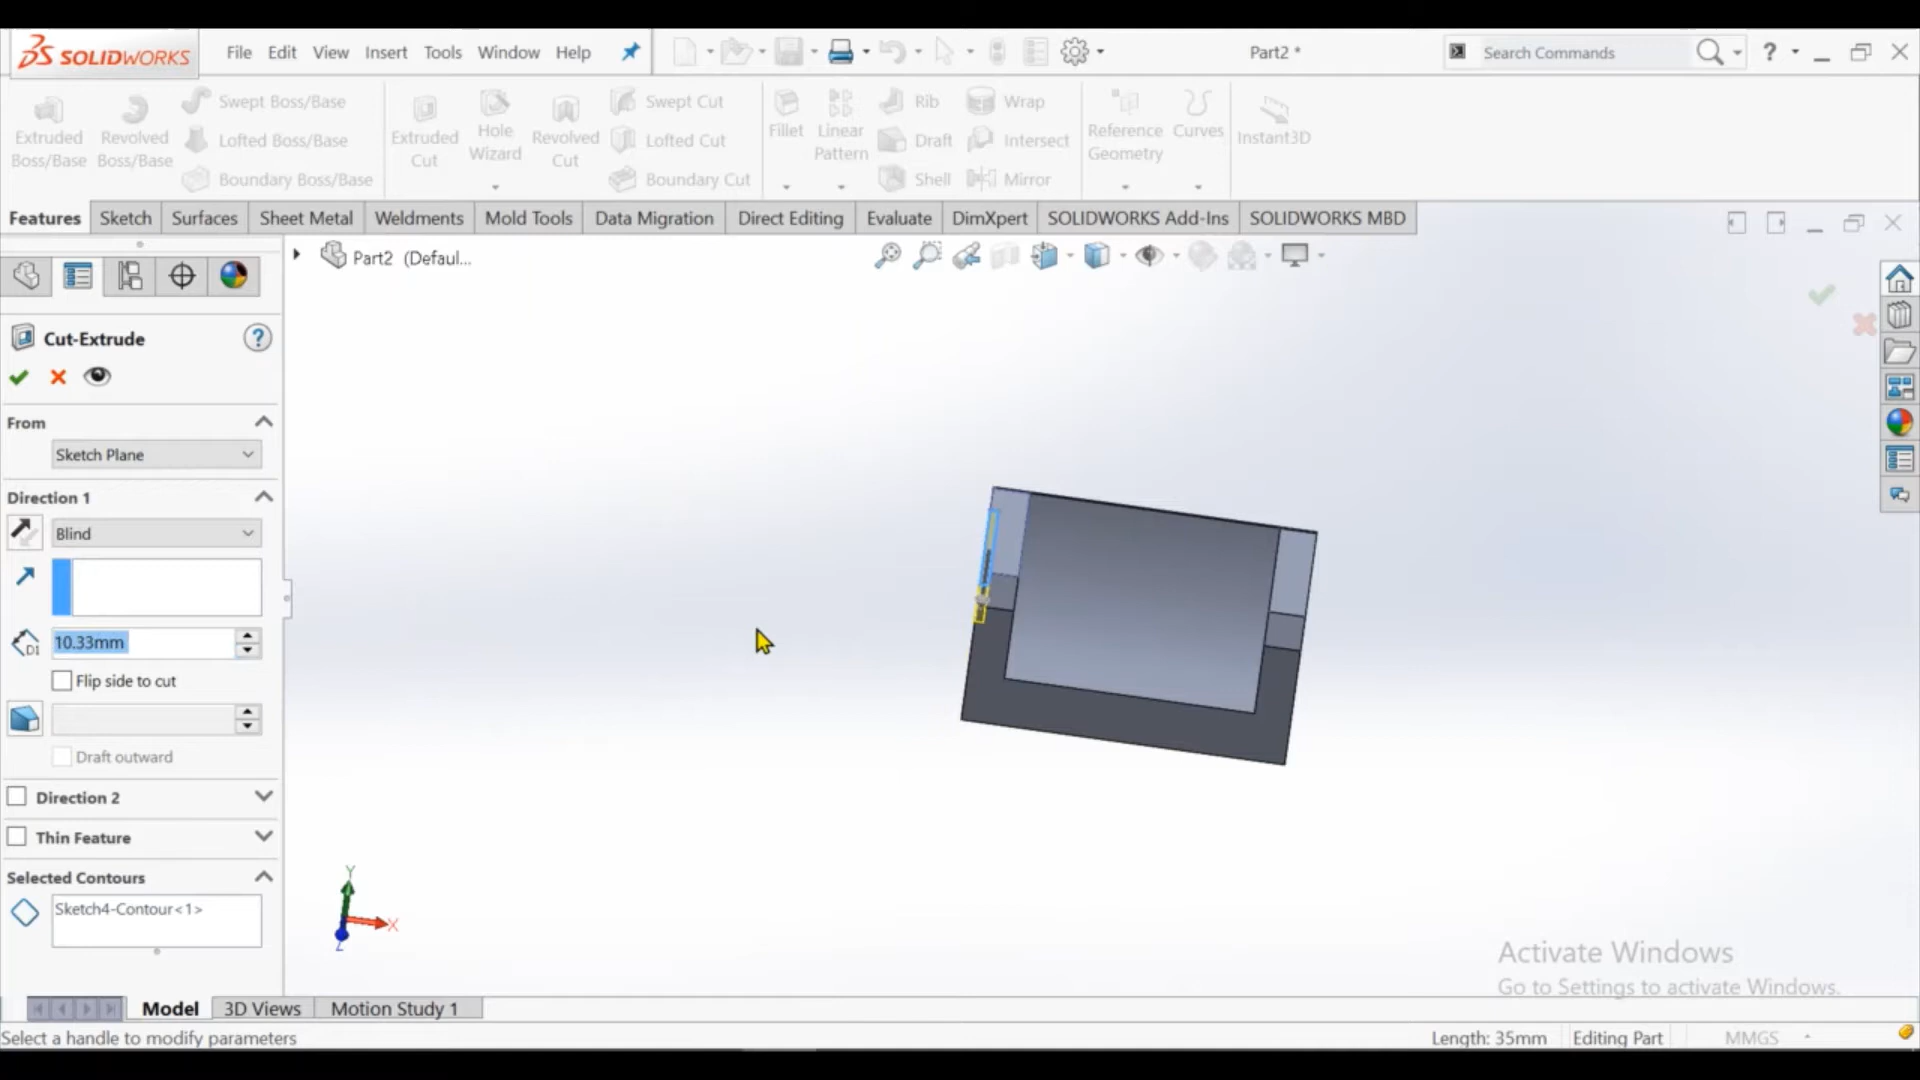 SOLIDWORKS File Edit View Insert Tools Window Help Part2 * Search Commands ?
Extruded Boss/Base
Revolved Boss/Base
Swept Boss/Base
Lofted Boss/Base
Boundary Boss/Base
Extruded Cut
Hole Wizard
Revolved Cut
Swept Cut
Lofted Cut
Boundary Cut
Fillet
Linear Pattern
Rib
Draft
Shell
Wrap
Intersect
Mirror
Reference Geometry
Curves
Instant3D
Features Sketch Surfaces Sheet Metal Weldments Mold Tools Data Migration Direct Editing Evaluate DimXpert SOLIDWORKS Add-Ins SOLIDWORKS MBD
Part2 (Defaul...
Cut-Extrude ?
From
Sketch Plane
Direction 1
Blind
D1 10.33mm
Flip side to cut
Draft outward
Direction 2
Thin Feature
Selected Contours
Sketch4-Contour<1>
Y
X
Z
Activate Windows
Go to Settings to activate Windows.
Model 3D Views Motion Study 1
Select a handle to modify parameters Length: 35mm Editing Part MMGS